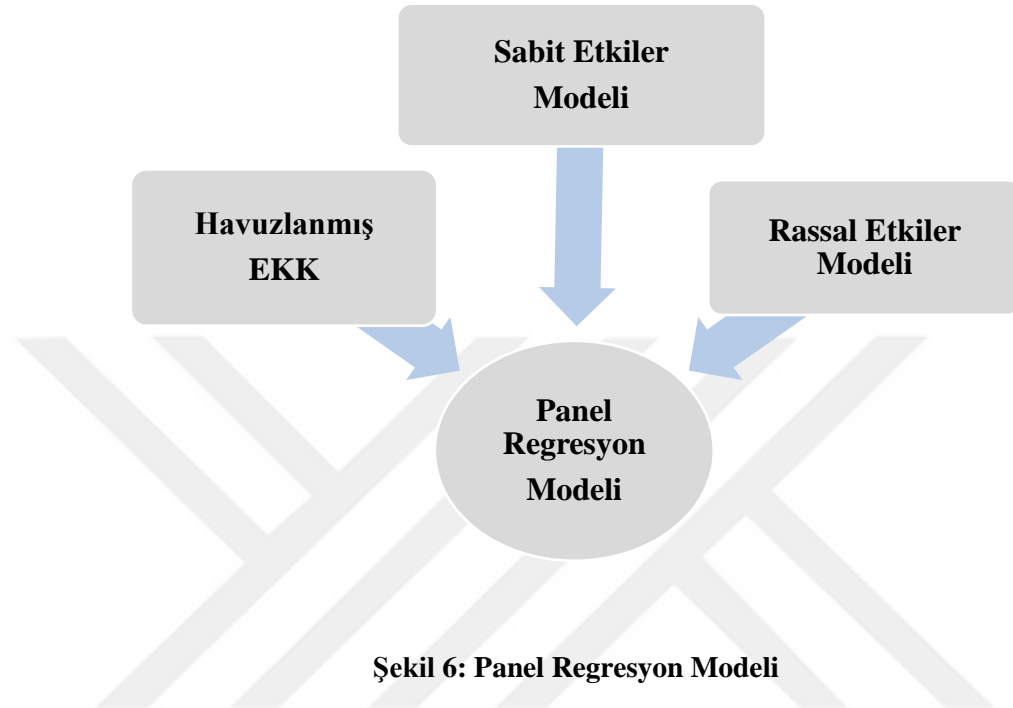 Sabit Etkiler
Modeli
Havuzlanmış
EKK
Rassal Etkiler
Modeli
Panel
Regresyon
Modeli
Şekil 6: Panel Regresyon Modeli